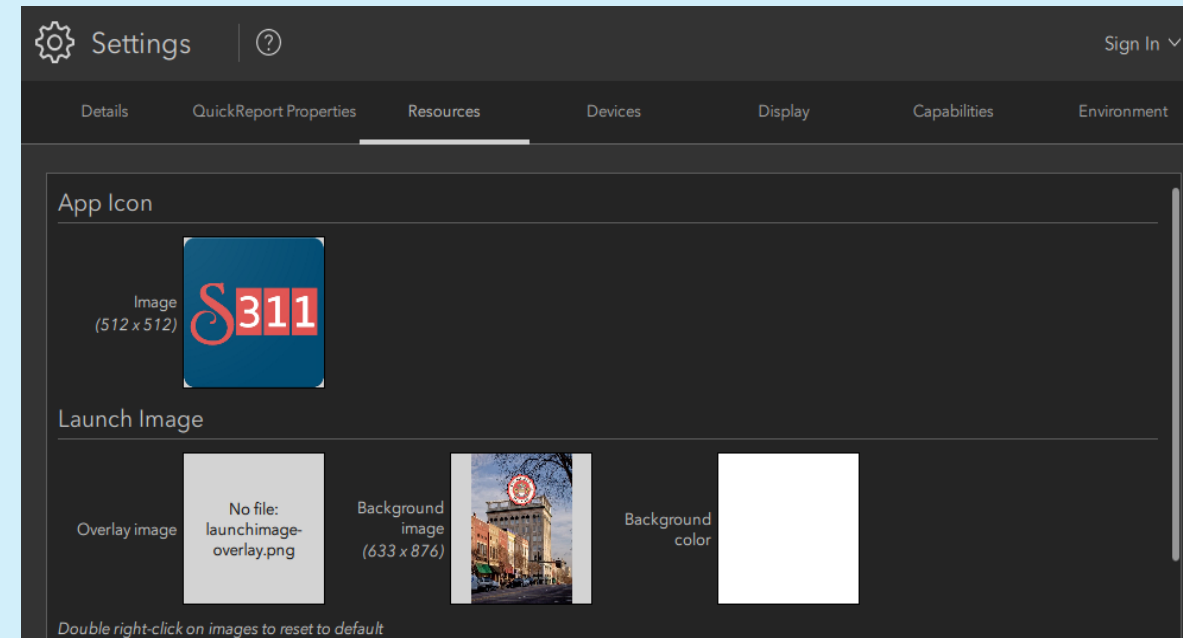 Settings
?
Sign In
Details QuickReport Properties Resources Devices Display Capabilities Environment
App Icon
Image
(512 x 512)
S311
Launch Image
Overlay image
No file:
launchimage-
overlay.png
Background
image
(633 x 876)
Background
color
Double right-click on images to reset to default